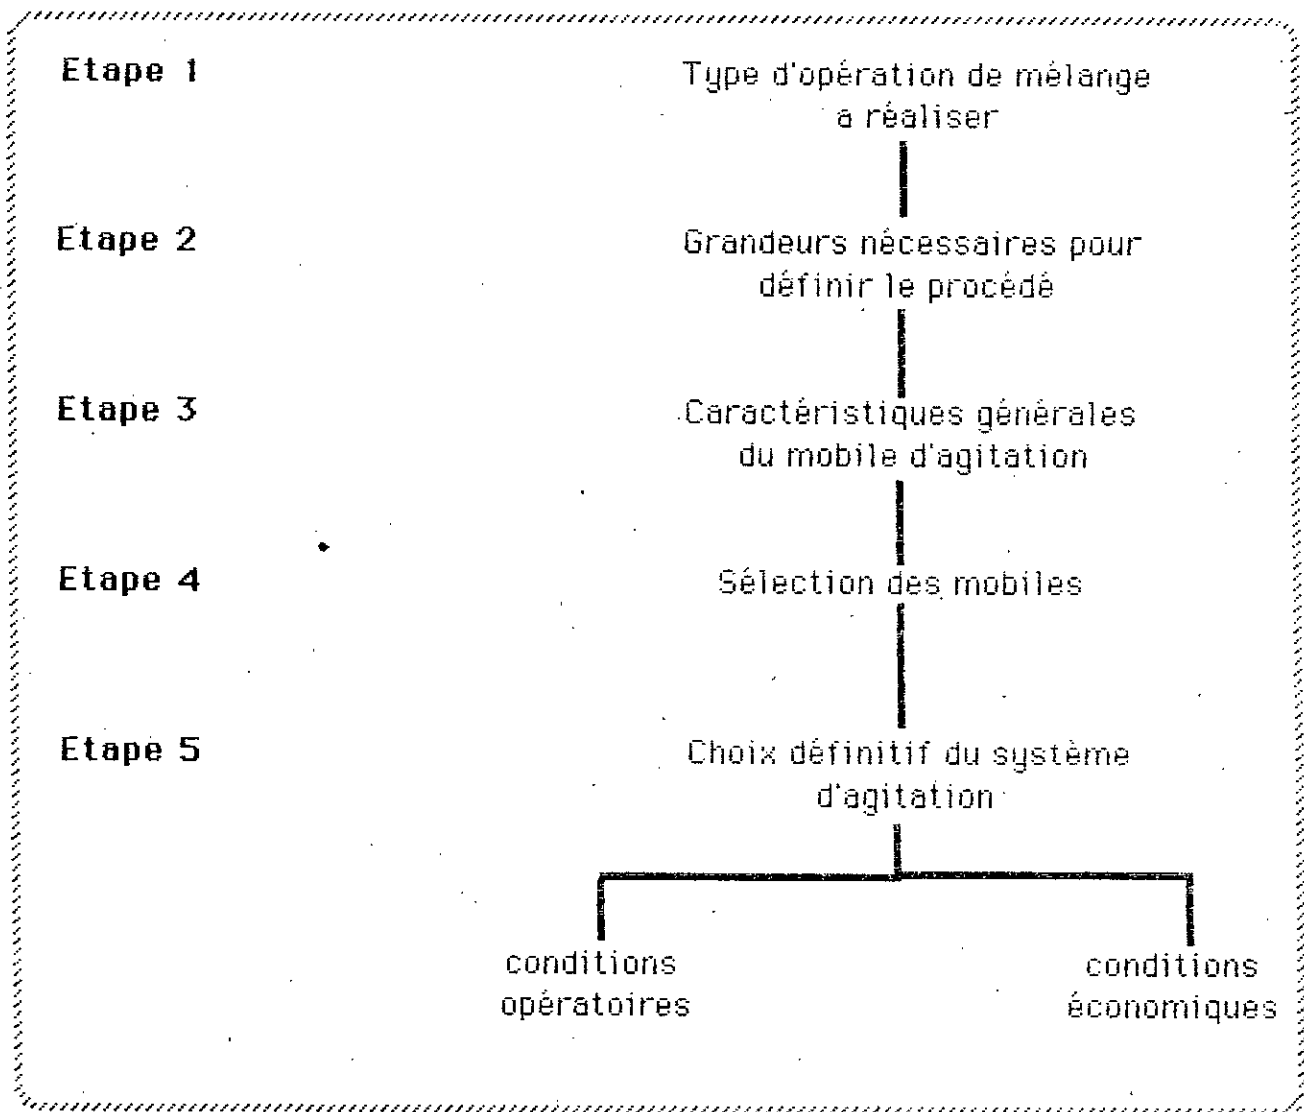 Etape 1
Type d'opération de mélange
a réaliser
Etape 2
Grandeurs nécessaires pour
définir le procédé
Etape 3
Caractéristiques générales
du mobile d'agitation
Etape 4
Sélection des mobiles
Etape 5
Choix définitif du système
d'agitation
conditions
opératoires
conditions
économiques